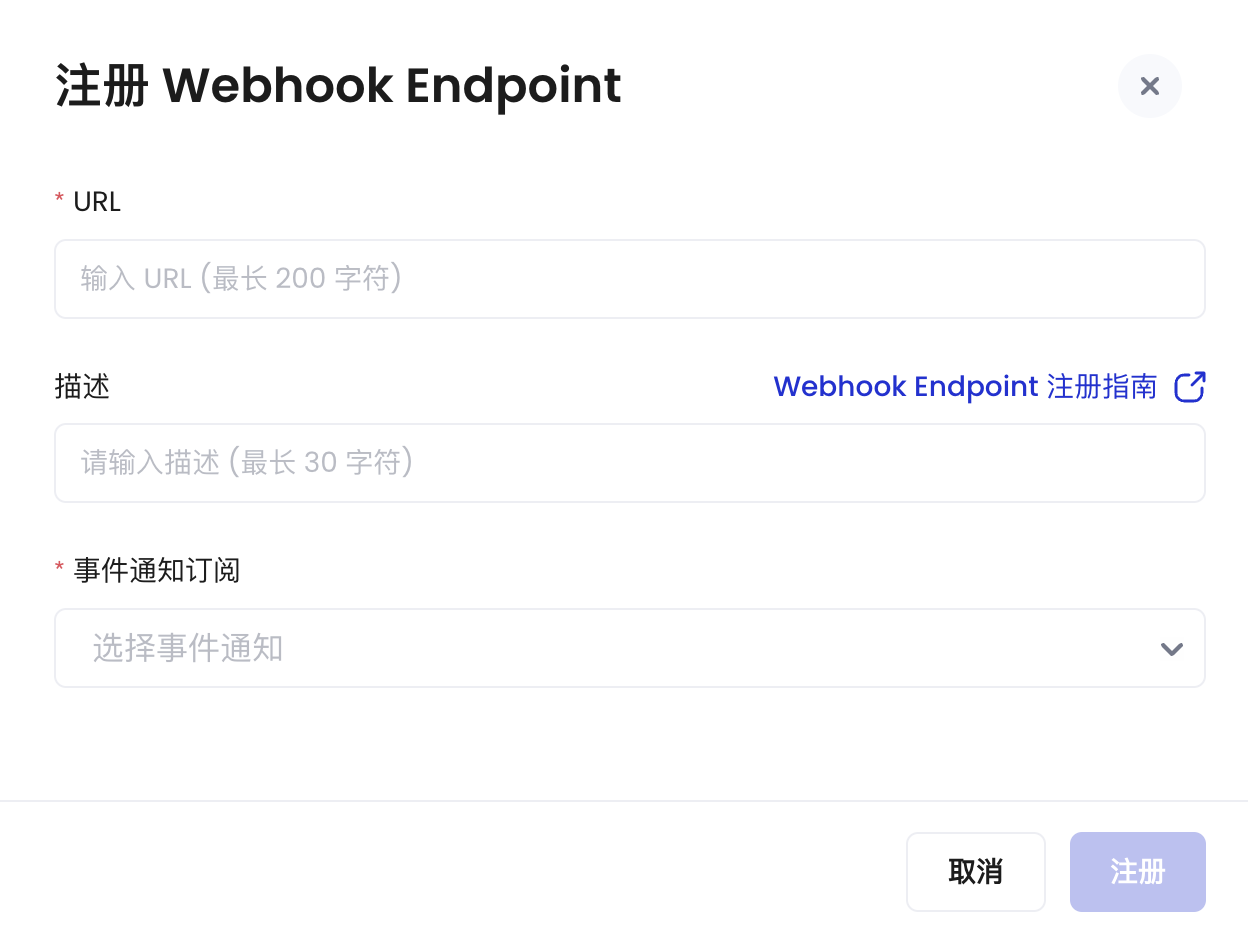 注册 Webhook Endpoint
* URL
输入 URL (最长 200 字符)
描述
Webhook Endpoint 注册指南
请输入描述 (最长 30 字符)
* 事件通知订阅
选择事件通知
取消
注册